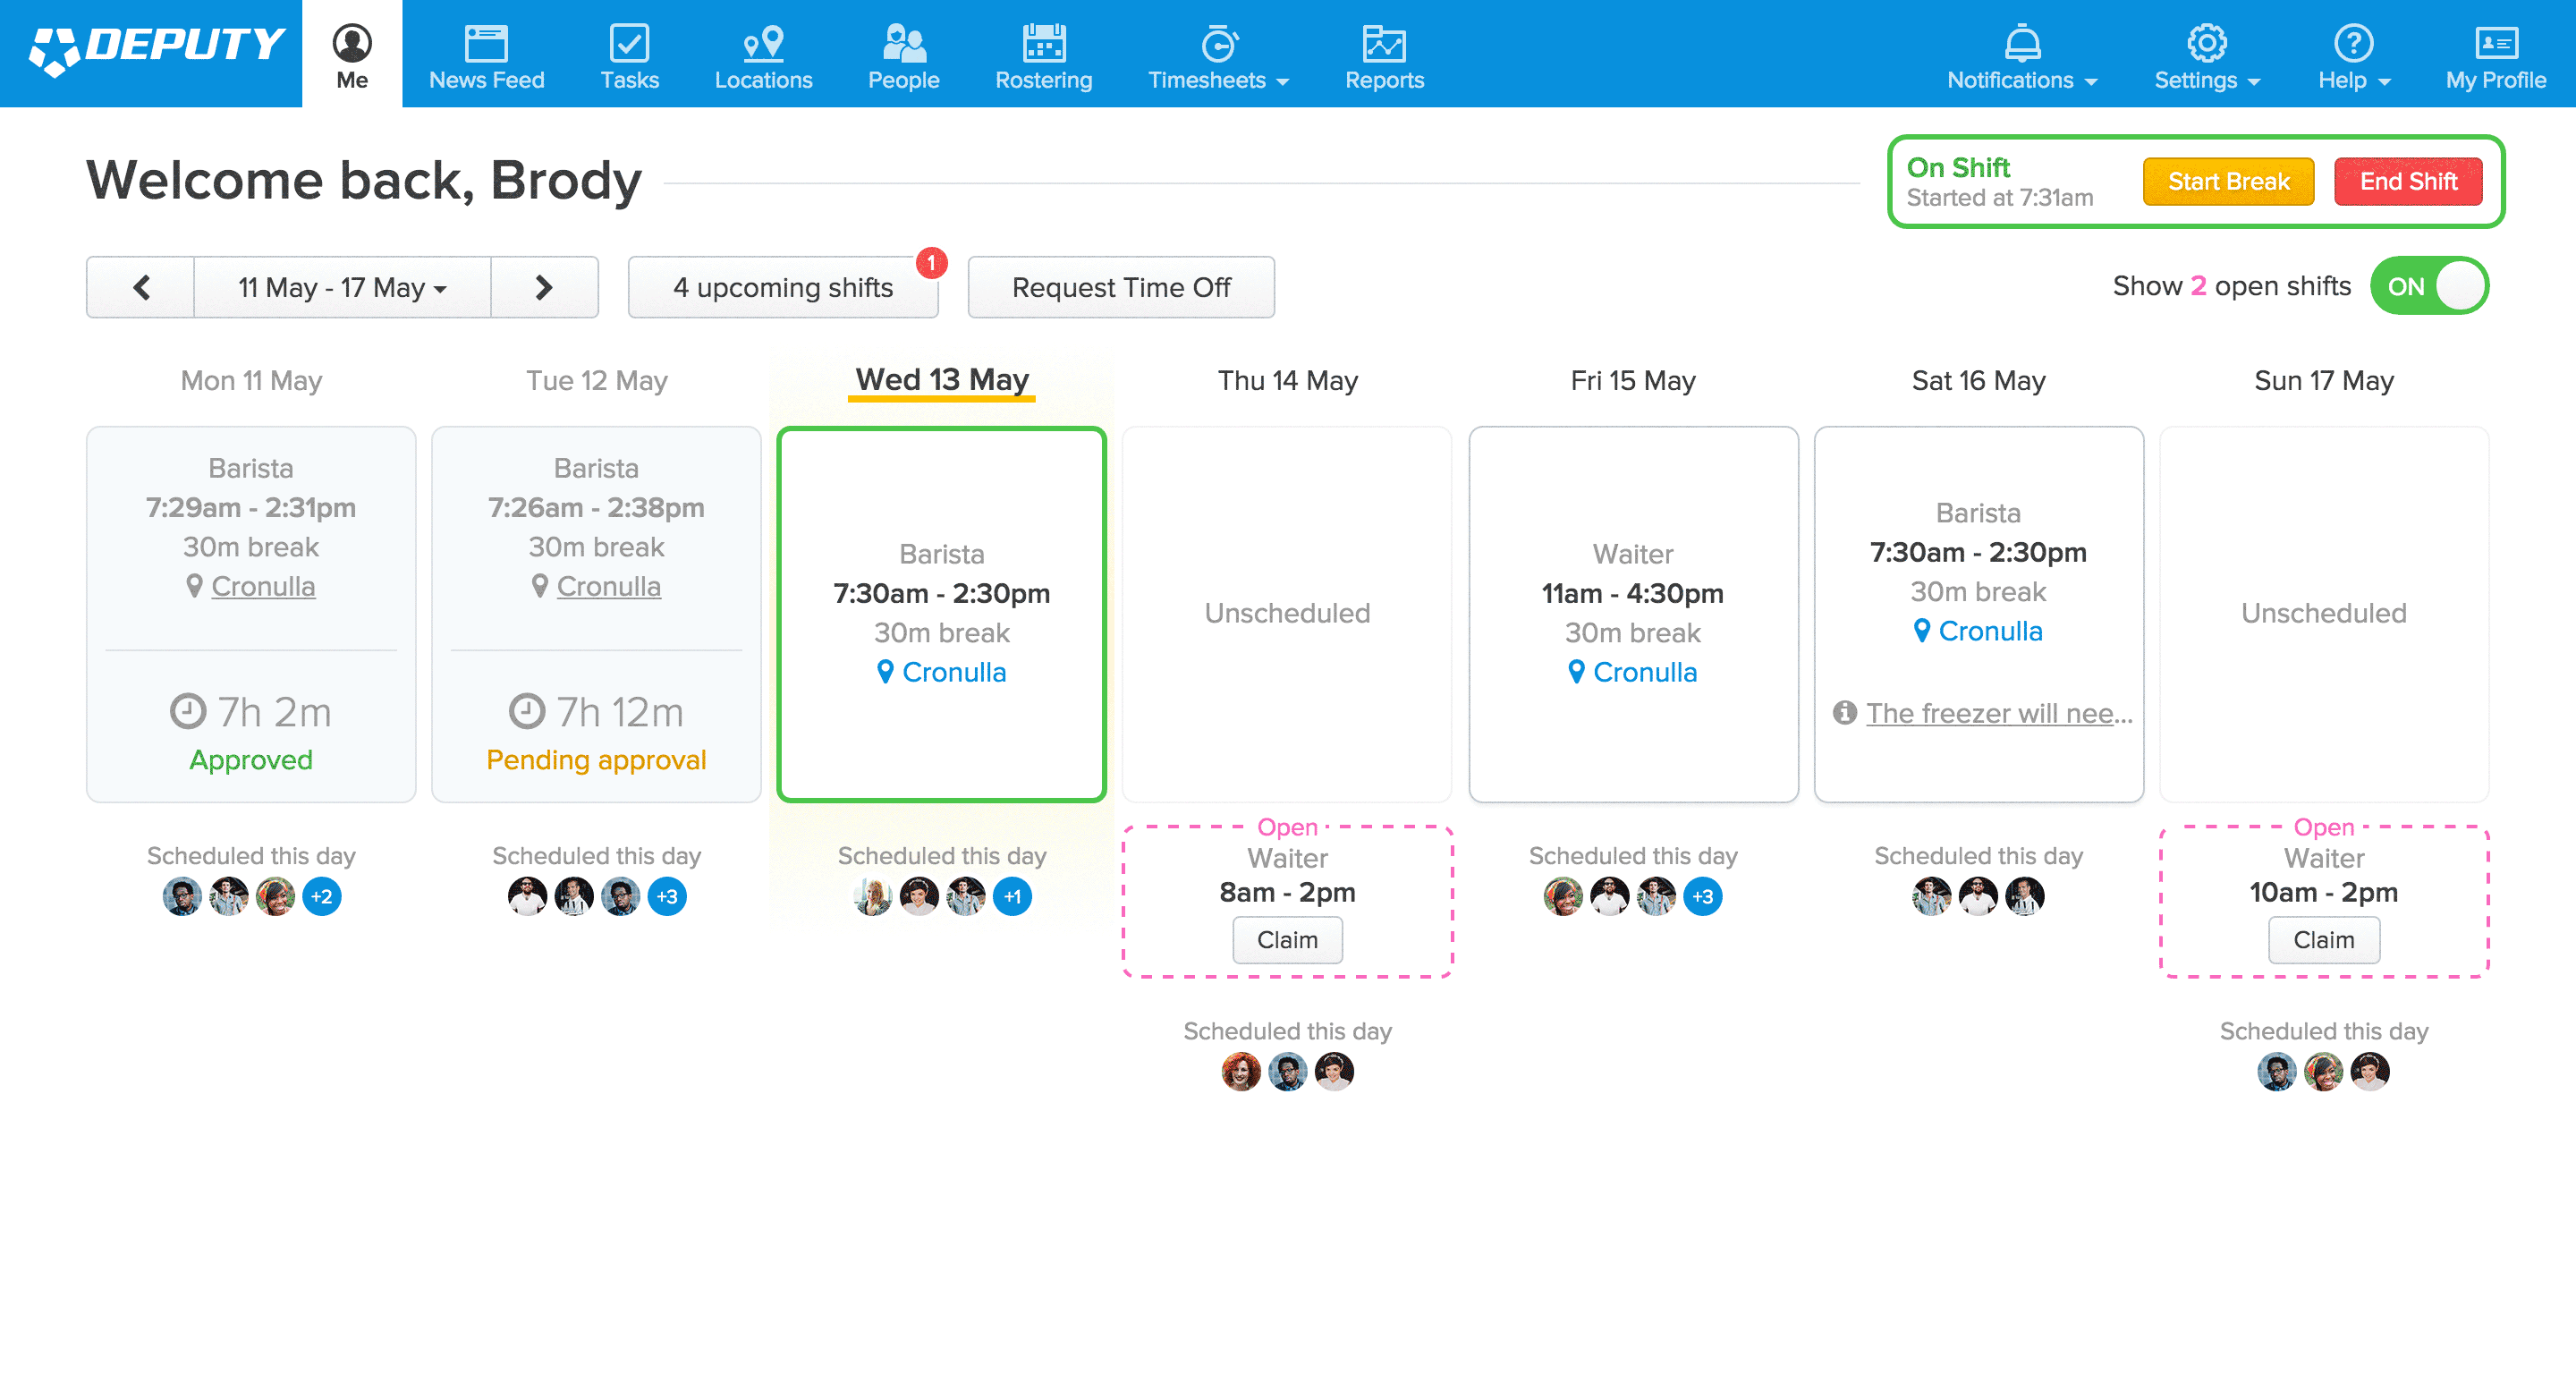 DEPUTY
Me
News Feed
Tasks
Locations
People
Rostering
Timesheets
Reports
Notifications
Settings
Help
My Profile
Welcome back, Brody
On Shift
Started at 7:31am
Start Break
End Shift
11 May - 17 May
4 upcoming shifts
1
Request Time Off
Show 2 open shifts
ON
Mon 11 May
Barista
7:29am - 2:31pm
30m break
Cronulla
7h 2m
Approved
Scheduled this day
+2
Tue 12 May
Barista
7:26am - 2:38pm
30m break
Cronulla
7h 12m
Pending approval
Scheduled this day
+3
Wed 13 May
Barista
7:30am - 2:30pm
30m break
Cronulla
Scheduled this day
+1
Thu 14 May
Unscheduled
Open
Waiter
8am - 2pm
Claim
Scheduled this day
Fri 15 May
Waiter
11am - 4:30pm
30m break
Cronulla
Scheduled this day
+3
Sat 16 May
Barista
7:30am - 2:30pm
30m break
Cronulla
The freezer will nee...
Scheduled this day
Sun 17 May
Unscheduled
Open
Waiter
10am - 2pm
Claim
Scheduled this day